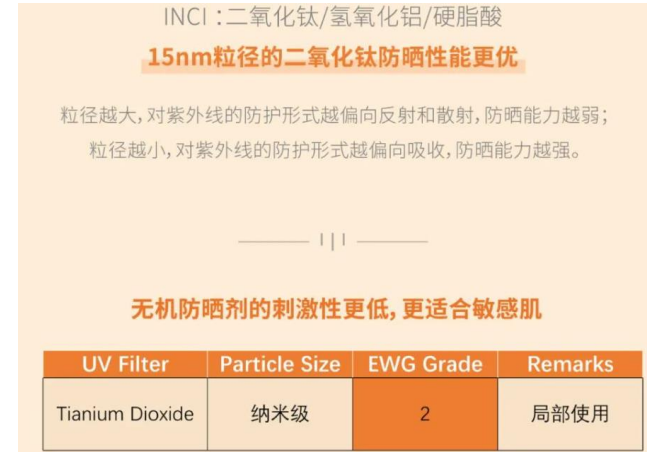 INCI：二氧化钛/氢氧化铝/硬脂酸
15nm粒径的二氧化钛防晒性能更优
粒径越大，对紫外线的防护形式越偏向反射和散射，防晒能力越弱；
粒径越小，对紫外线的防护形式越偏向吸收，防晒能力越强。
无机防晒剂的刺激性更低，更适合敏感肌
UV Filter Particle Size EWG Grade Remarks
Tianium Dioxide 纳米级 2 局部使用